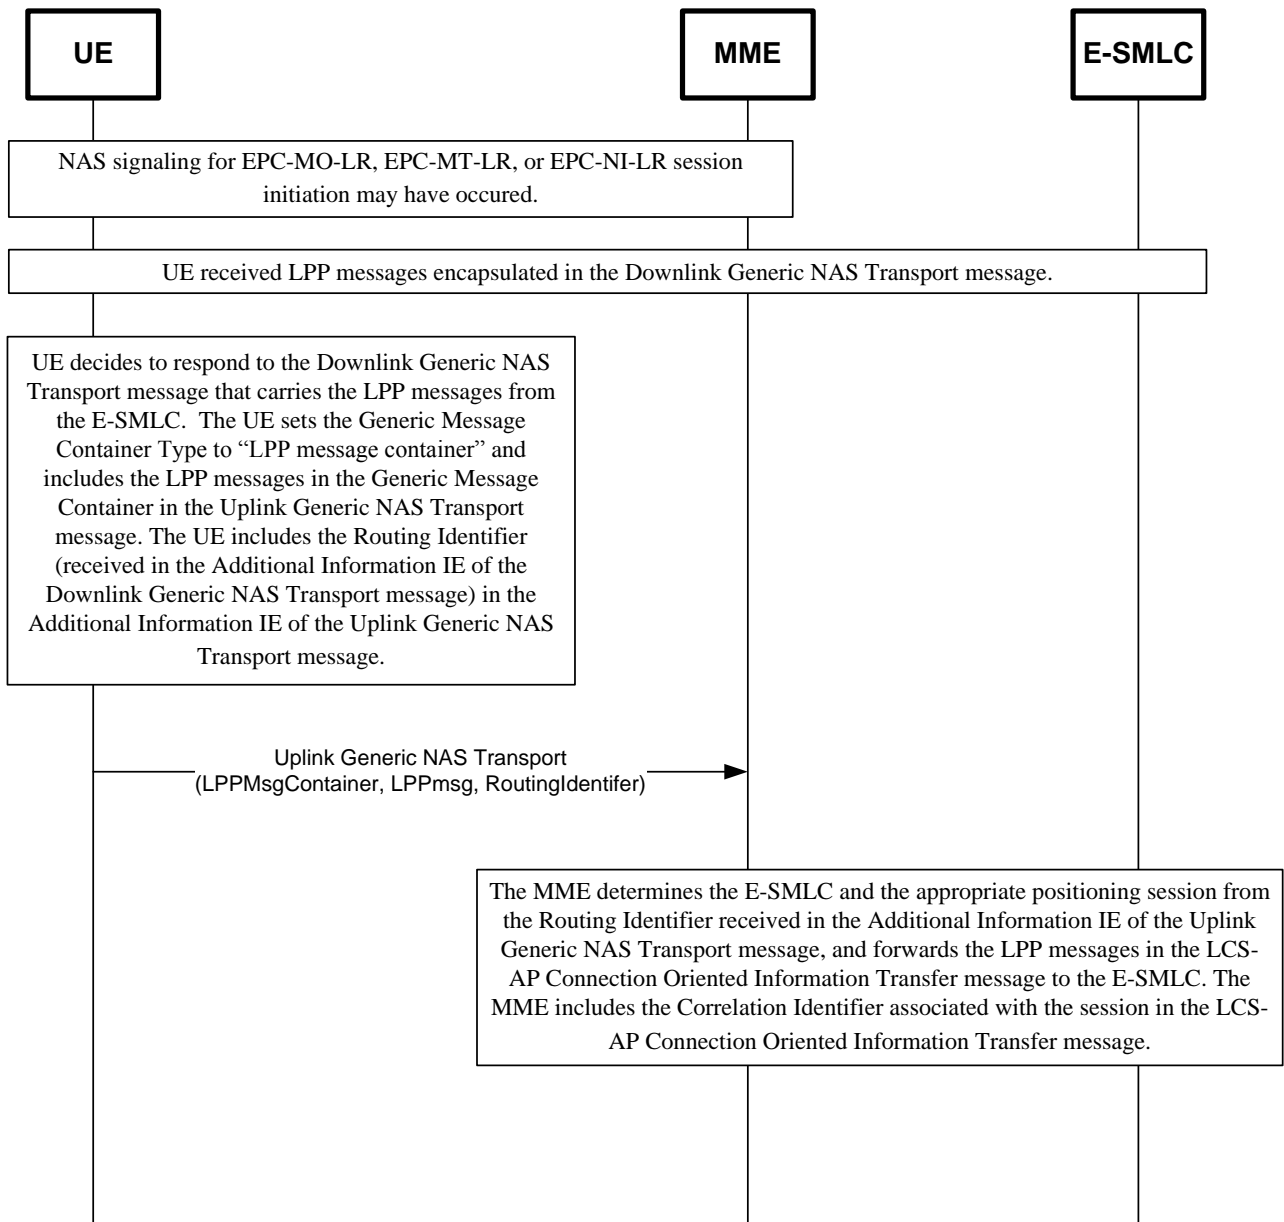 UE
MME
E-SMLC
NAS signaling for EPC-MO-LR, EPC-MT-LR, or EPC-NI-LR session
initiation may have occured.
UE received LPP messages encapsulated in the Downlink Generic NAS Transport message.
UE decides to respond to the Downlink Generic NAS
Transport message that carries the LPP messages from
the E-SMLC.  The UE sets the Generic Message
Container Type to “LPP message container” and
includes the LPP messages in the Generic Message
Container in the Uplink Generic NAS Transport
message. The UE includes the Routing Identifier
(received in the Additional Information IE of the
Downlink Generic NAS Transport message) in the
Additional Information IE of the Uplink Generic NAS
Transport message.
Uplink Generic NAS Transport
(LPPMsgContainer, LPPmsg, RoutingIdentifer)
The MME determines the E-SMLC and the appropriate positioning session from
the Routing Identifier received in the Additional Information IE of the Uplink
Generic NAS Transport message, and forwards the LPP messages in the LCS-
AP Connection Oriented Information Transfer message to the E-SMLC. The
MME includes the Correlation Identifier associated with the session in the LCS-
AP Connection Oriented Information Transfer message.